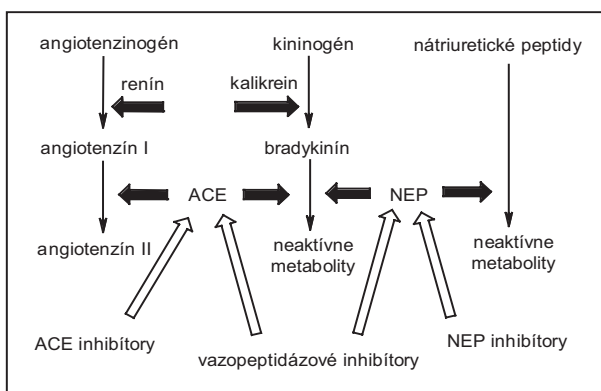 angiotenzinogén
kininogén
nátriuretické peptidy
renín
kalikrein
angiotenzín I
bradykinín
ACE
NEP
angiotenzín II
neaktívne
metabolity
neaktívne
metabolity
ACE inhibítory
vazopeptidázové inhibítory
NEP inhibítory